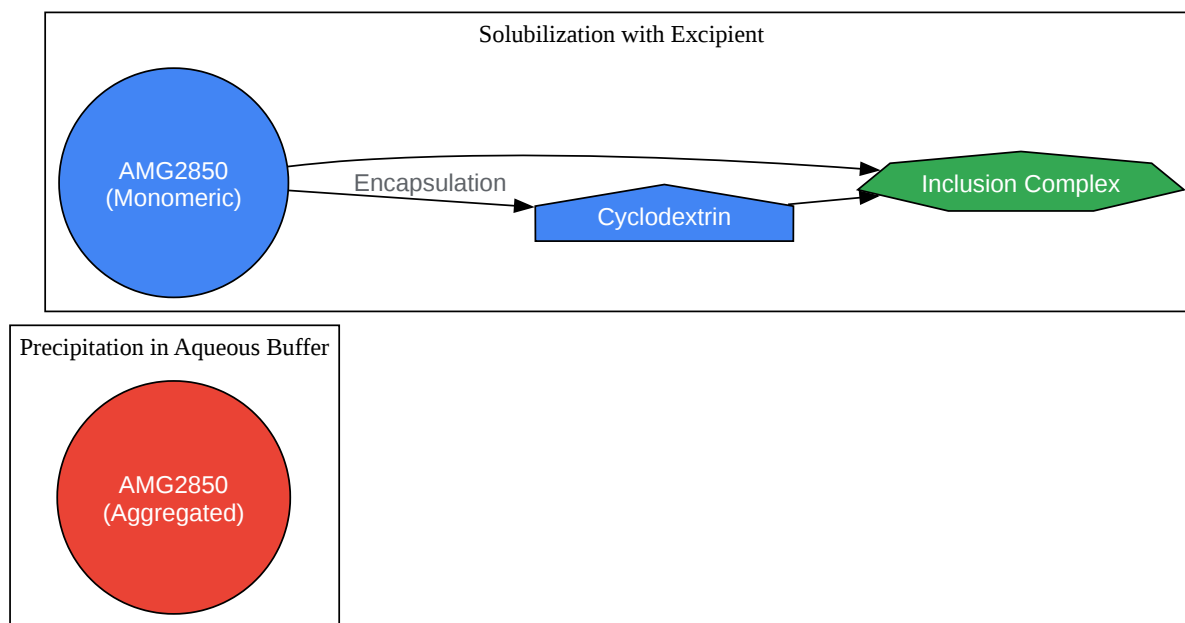 Solubilization with Excipient
AMG2850
(Monomeric)
Encapsulation
Cyclodextrin
Inclusion Complex
Precipitation in Aqueous Buffer
AMG2850
(Aggregated)